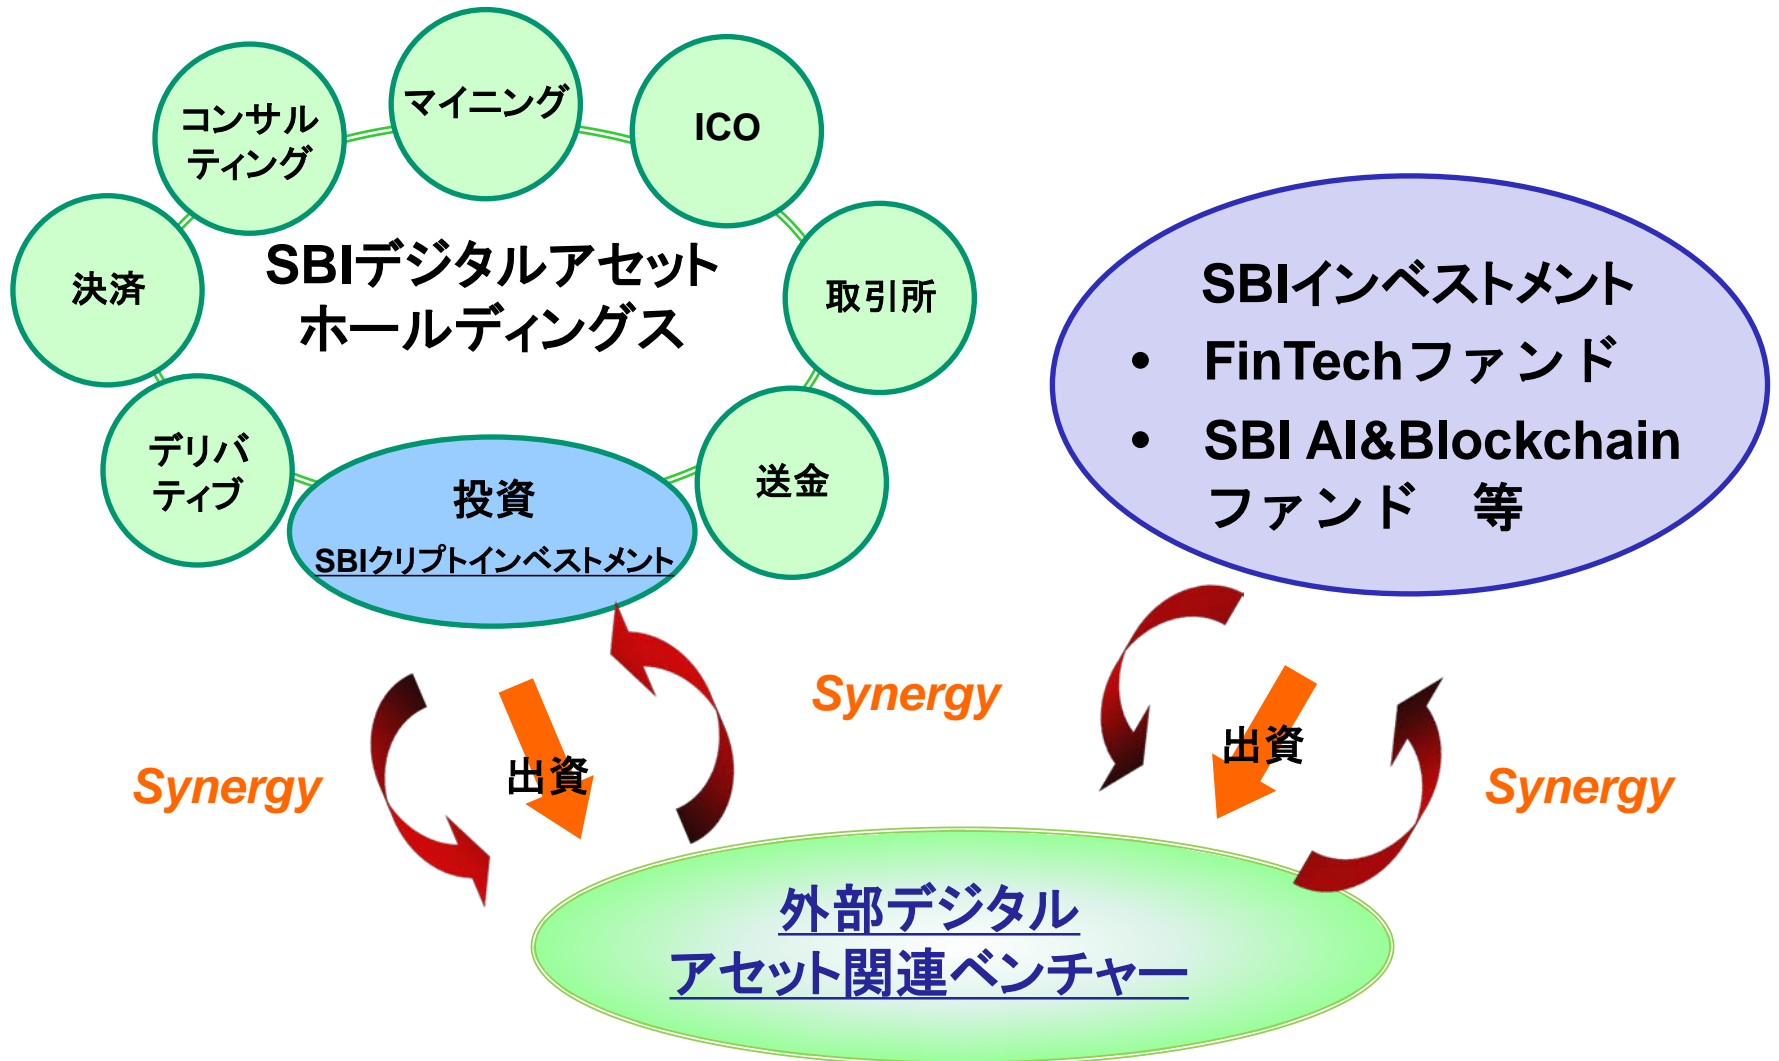 マイニング
コンサル
ティング
ICO
SBIデジタルアセット
ホールディングス
決済
取引所
デリバ
ティブ
送金
投資
SBIクリプトインベストメント
SBIインベストメント
• FinTechファンド
• SBI AI&Blockchain
ファンド 等
Synergy
出資
Synergy
出資
Synergy
外部デジタル
アセット関連ベンチャー